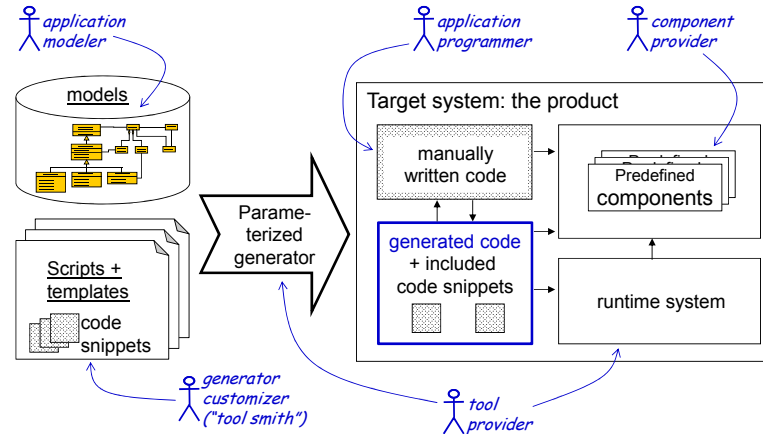 application
modeler
application
programmer
component
provider
models
Target system: the product
manually
written code
Predefined
components
Parame-
terized
generator
generated code
+ included
code snippets
runtime system
Scripts +
templates
code
snippets
generator
customizer
("tool smith")
tool
provider